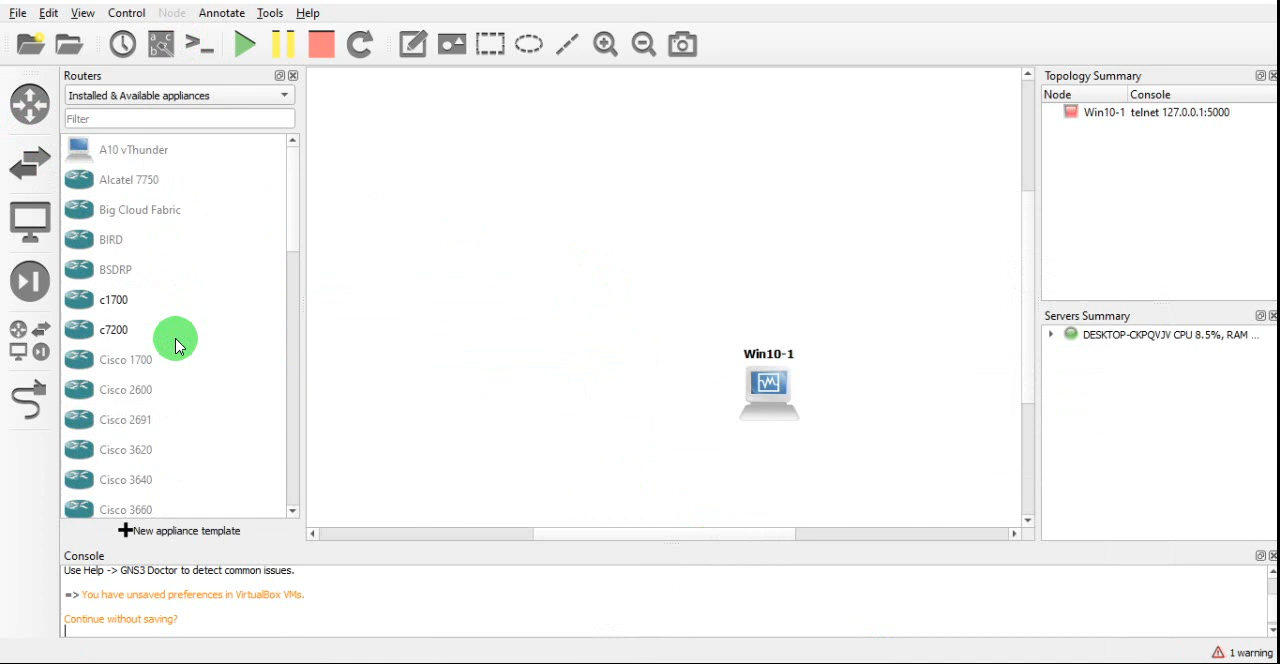 File Edit View Control Node Annotate Tools Help
Routers
Installed & Available appliances
Filter
A10 vThunder
Alcatel 7750
Big Cloud Fabric
BIRD
BSDRP
c1700
c7200
Cisco 1700
Cisco 2600
Cisco 2691
Cisco 3620
Cisco 3640
Cisco 3660
New appliance template
Win10-1
Topology Summary
Node Console
Win10-1 telnet 127.0.0.1:5000
Servers Summary
DESKTOP-CKPQVJV CPU 8.5%, RAM ...
Console
Use Help -> GNS3 Doctor to detect common issues.
=> You have unsaved preferences in VirtualBox VMs.
Continue without saving?
1 warning